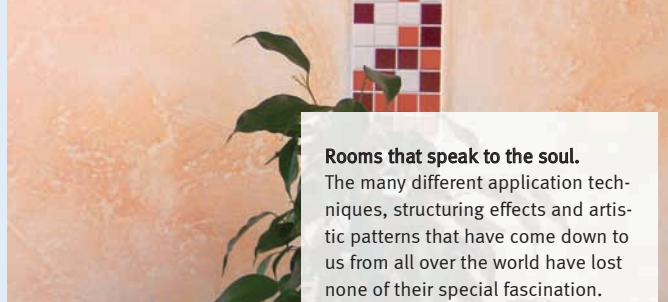 Rooms that speak to the soul.
The many different application tech-
niques, structuring effects and artis-
tic patterns that have come down to
us from all over the world have lost
none of their special fascination.